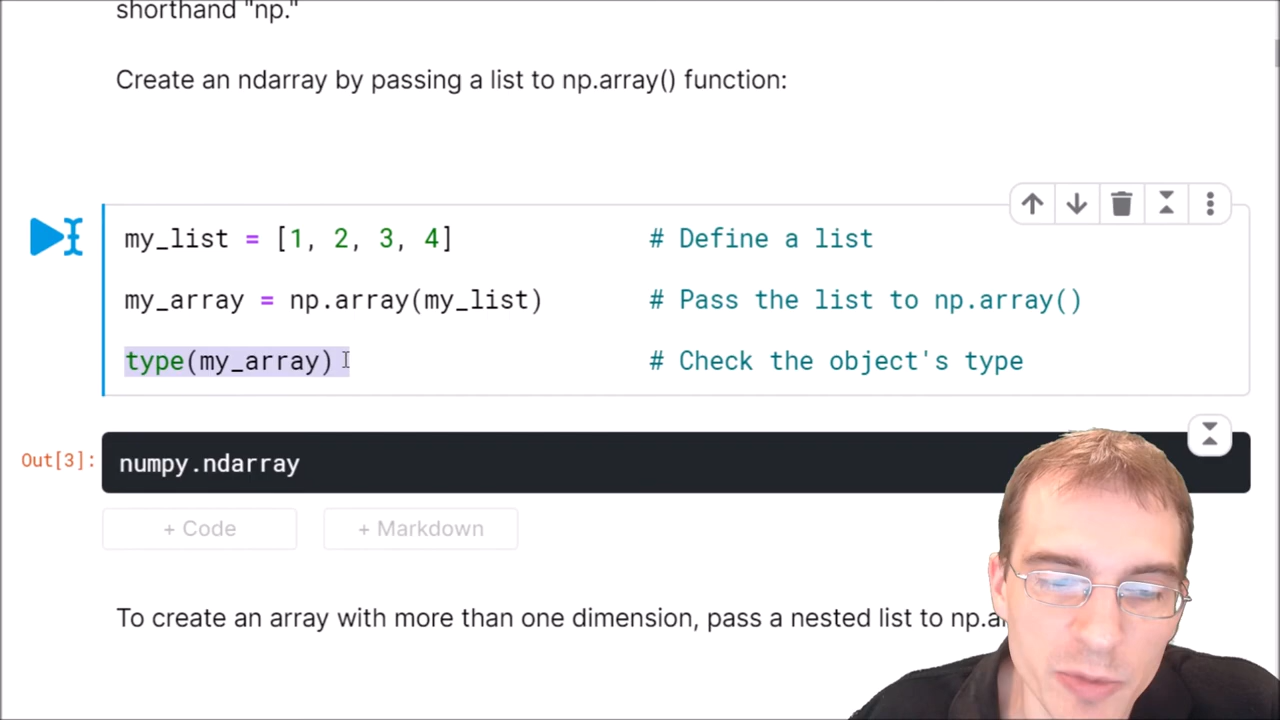 shorthand "np."
Create an ndarray by passing a list to np.array() function:
my_list = [1, 2, 3, 4] # Define a list
my_array = np.array(my_list) # Pass the list to np.array()
type(my_array) # Check the object's type
Out[3]: numpy.ndarray
+ Code + Markdown
To create an array with more than one dimension, pass a nested list to